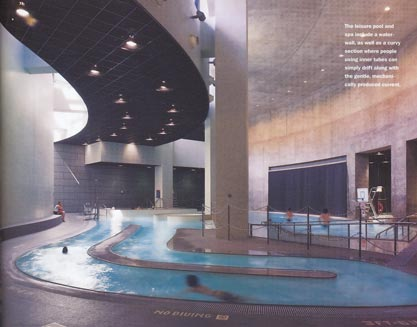 The leisure pool and
spa include a water-
wall, as well as a curvy
section where people
using inner tubes can
simply drift along with
the gentle, mechani-
cally produced current.
NO DIVING